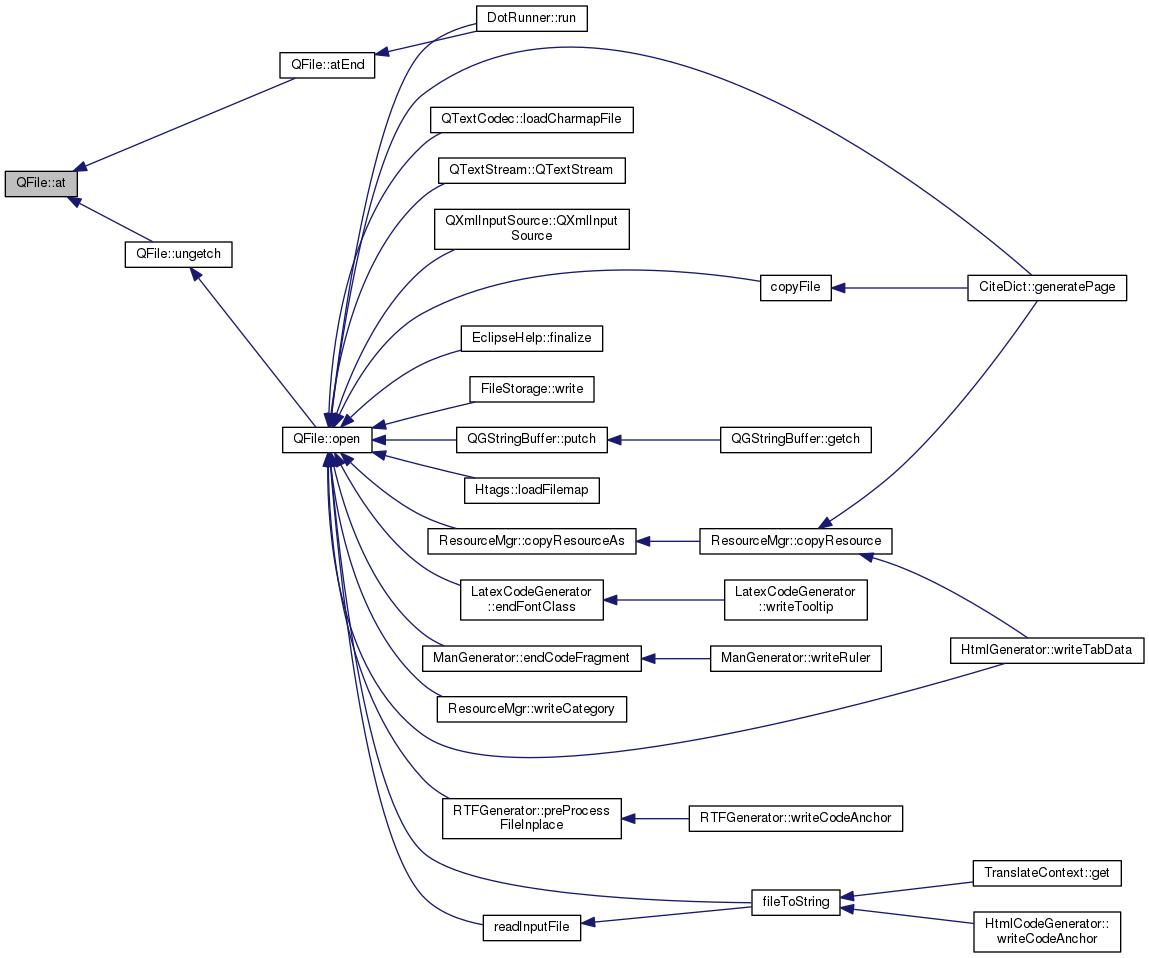 DotRunner::run
QFile::atEnd
QTextCodec::loadCharmapFile
QTextStream::QTextStream
QFile::at
QXmlInputSource::QXmlInput
Source
QFile::ungetch
copyFile
CiteDict::generatePage
EclipseHelp::finalize
FileStorage::write
QFile::open
QGStringBuffer::putch
QGStringBuffer::getch
Htags::loadFilemap
ResourceMgr::copyResourceAs
ResourceMgr::copyResource
LatexCodeGenerator
::endFontClass
LatexCodeGenerator
::writeTooltip
ManGenerator::endCodeFragment
ManGenerator::writeRuler
HtmlGenerator::writeTabData
ResourceMgr::writeCategory
RTFGenerator::preProcess
FileInplace
RTFGenerator::writeCodeAnchor
TranslateContext::get
fileToString
readInputFile
HtmlCodeGenerator::
writeCodeAnchor